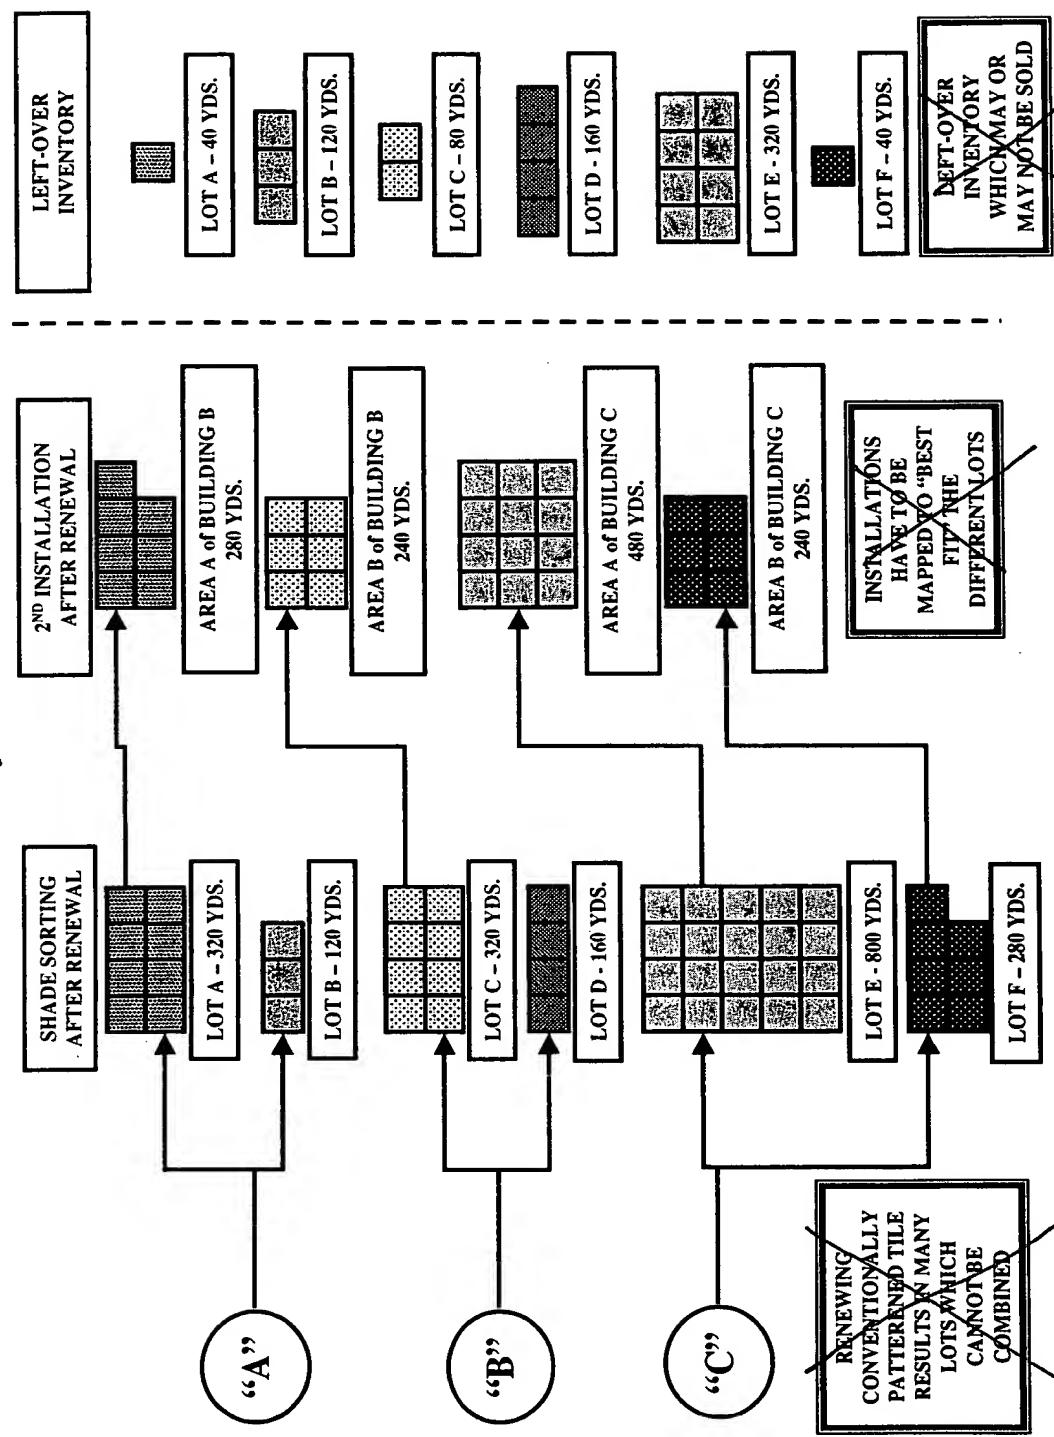 "A"
"B"
"C"
RENEWING
CONVENTIONALLY
PATTERENED TILE
RESULTS IN MANY
LOTS WHICH
CANNOT BE
COMBINED
SHADE SORTING
AFTER RENEWAL
LOT A – 320 YDS.
LOT B – 120 YDS.
LOT C – 320 YDS.
LOT D - 160 YDS.
LOT E - 800 YDS.
LOT F – 280 YDS.
2ND INSTALLATION
AFTER RENEWAL
AREA A of BUILDING B
280 YDS.
AREA B of BUILDING B
240 YDS.
AREA A of BUILDING C
480 YDS.
AREA B of BUILDING C
240 YDS.
INSTALLATIONS
HAVE TO BE
MAPPED TO "BEST
FIT" THE
DIFFERENT LOTS
LEFT-OVER
INVENTORY
LOT A – 40 YDS.
LOT B – 120 YDS.
LOT C – 80 YDS.
LOT D - 160 YDS.
LOT E - 320 YDS.
LOT F – 40 YDS.
LEFT-OVER
INVENTORY
WHICH MAY OR
MAY NOT BE SOLD